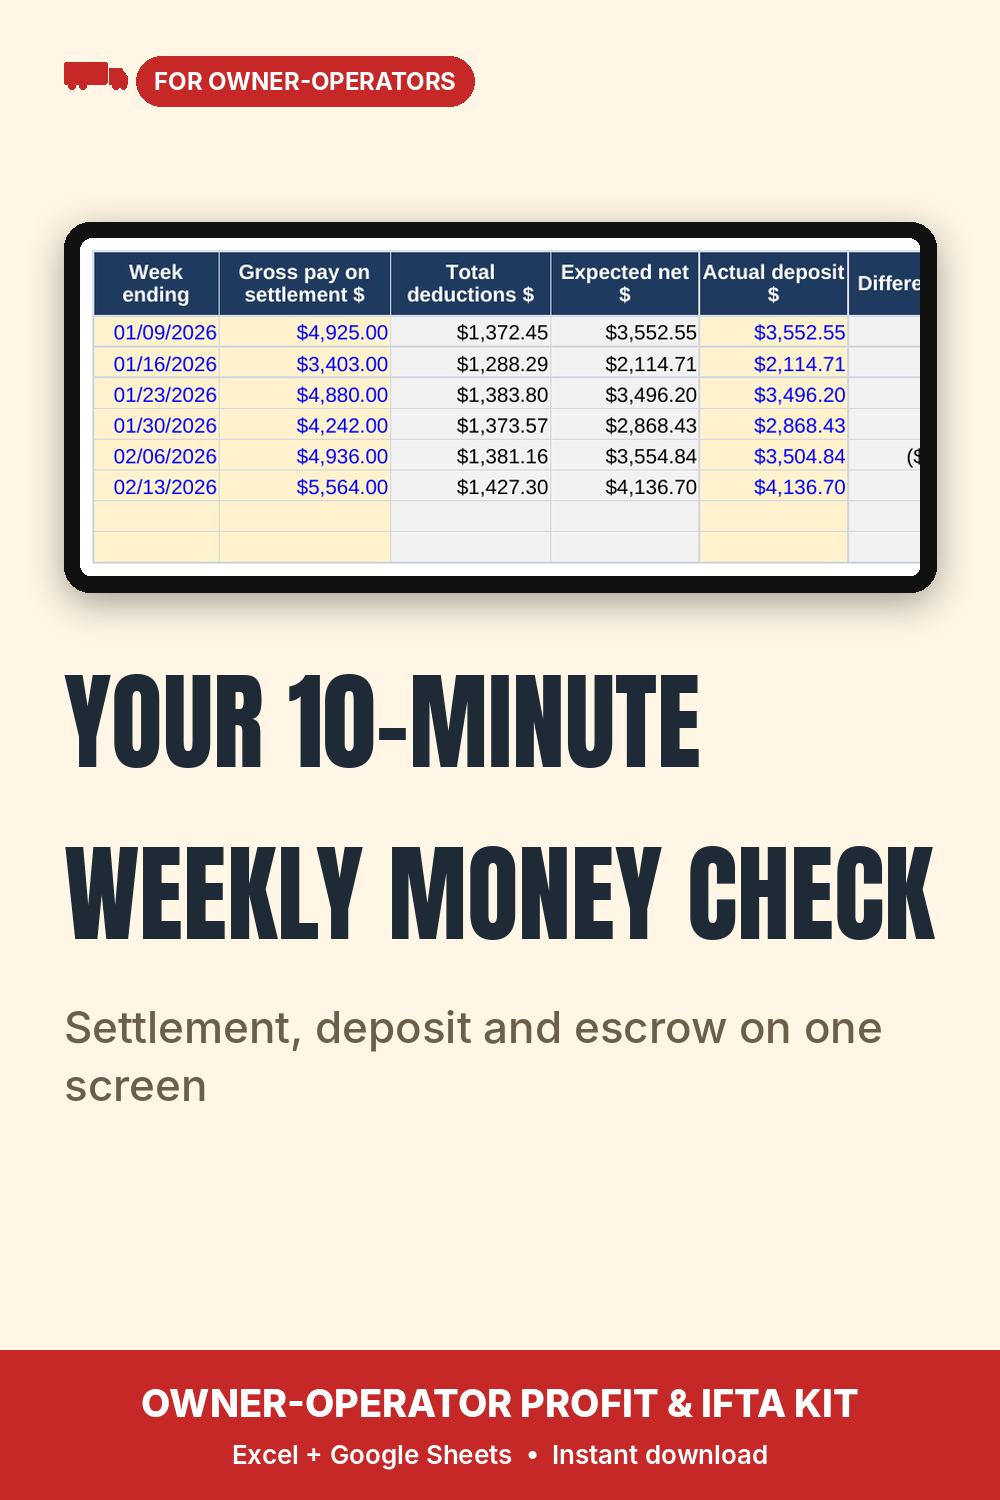 FOR OWNER-OPERATORS
Week ending Gross pay on settlement $ Total deductions $ Expected net $ Actual deposit $
01/09/2026 $4,925.00 $1,372.45 $3,552.55 $3,552.55
01/16/2026 $3,403.00 $1,288.29 $2,114.71 $2,114.71
01/23/2026 $4,880.00 $1,383.80 $3,496.20 $3,496.20
01/30/2026 $4,242.00 $1,373.57 $2,868.43 $2,868.43
02/06/2026 $4,936.00 $1,381.16 $3,554.84 $3,504.84 ($
02/13/2026 $5,564.00 $1,427.30 $4,136.70 $4,136.70
YOUR 10-MINUTE
WEEKLY MONEY CHECK
Settlement, deposit and escrow on one
screen
OWNER-OPERATOR PROFIT & IFTA KIT
Excel + Google Sheets • Instant download